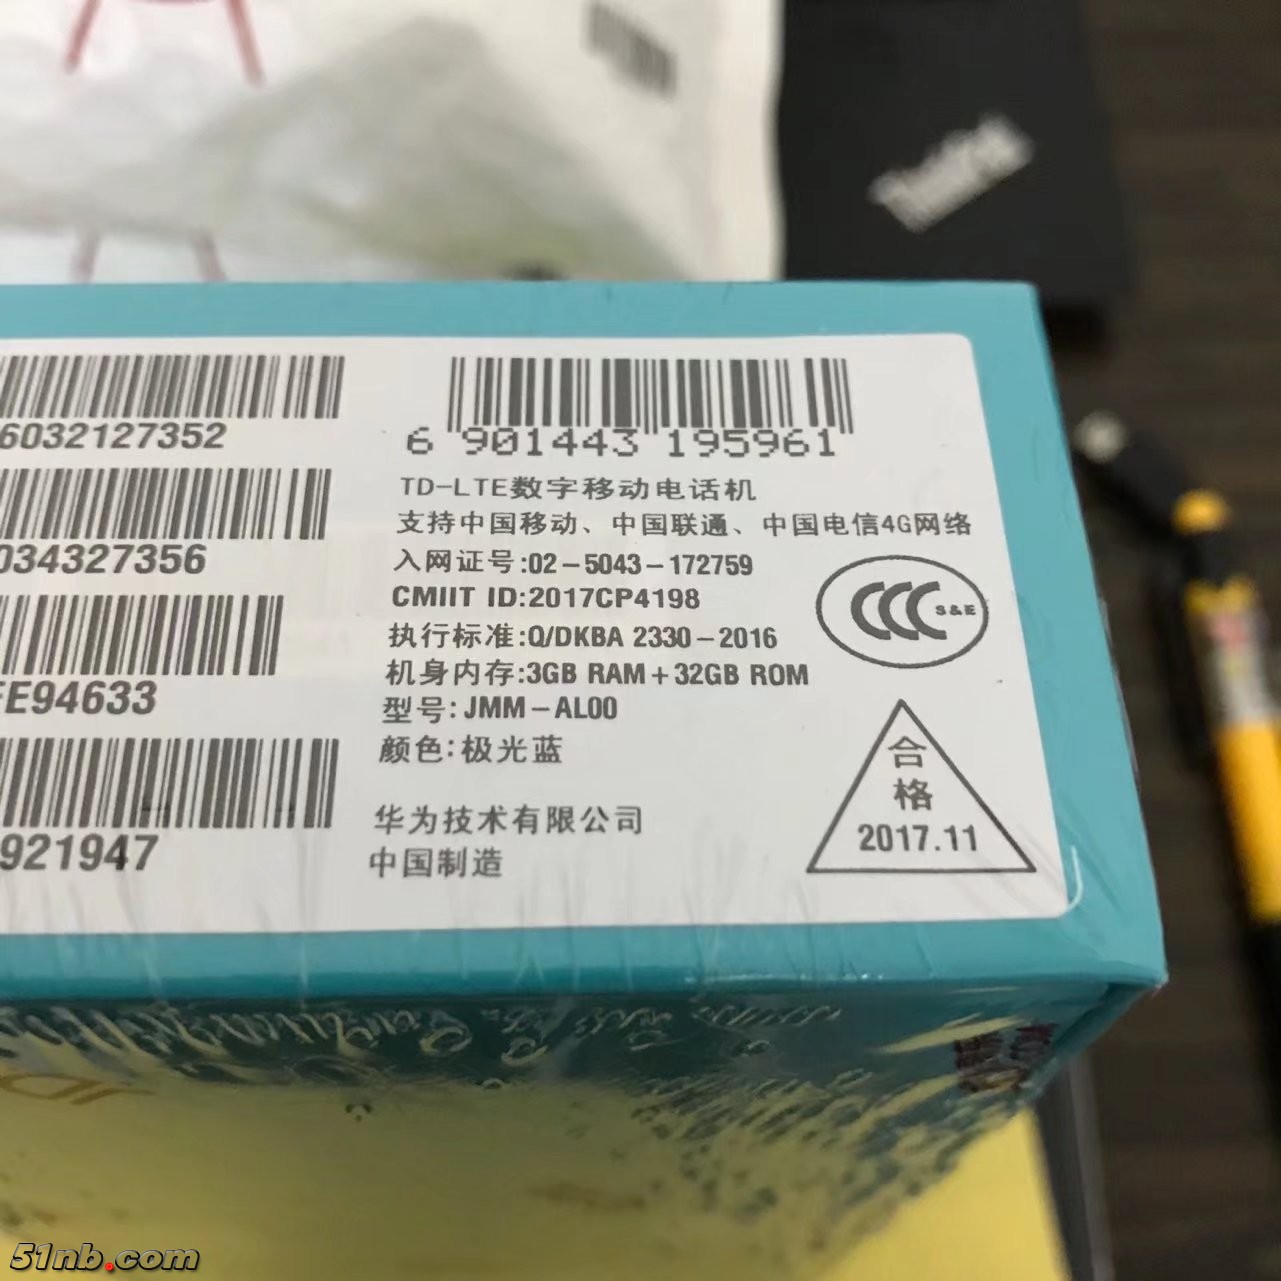 ThinkPad
6032127352
034327356
FE94633
921947
6 901443 195961
TD-LTE数字移动电话机
支持中国移动、中国联通、中国电信4G网络
入网证号:02-5043-172759
CMIIT ID:2017CP4198
执行标准:Q/DKBA 2330-2016
机身内存:3GB RAM+32GB ROM
型号:JMM-AL00
颜色:极光蓝
华为技术有限公司
中国制造
CCC S&E
合
格
2017.11
51nb.com